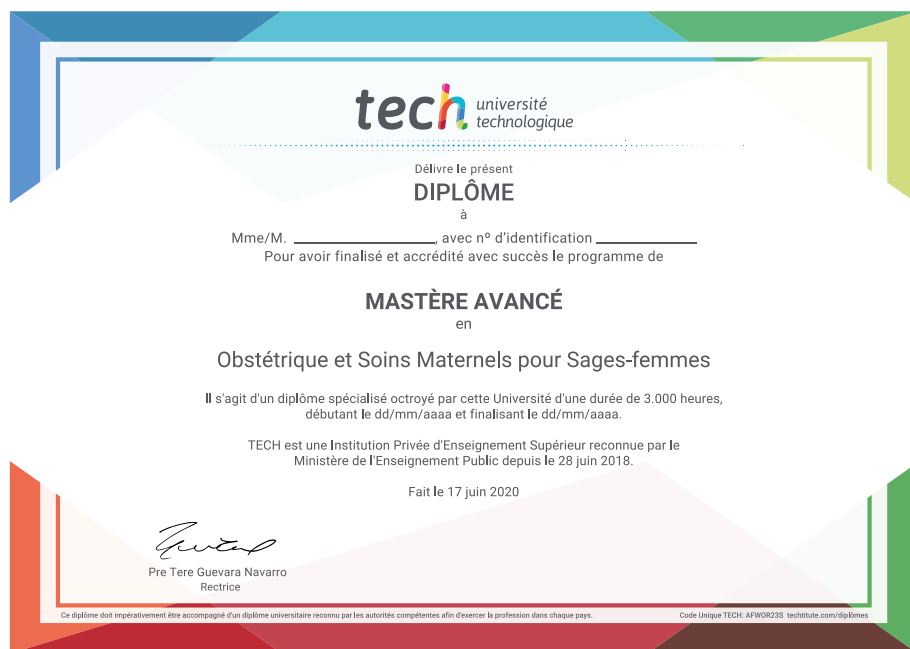 tech université
technologique
Délivre le présent
DIPLÔME
à
Mme/M. ____________________, avec nº d'identification ______________
Pour avoir finalisé et accrédité avec succès le programme de
MASTÈRE AVANCÉ
en
Obstétrique et Soins Maternels pour Sages-femmes
Il s'agit d'un diplôme spécialisé octroyé par cette Université d'une durée de 3.000 heures,
débutant le dd/mm/aaaa et finalisant le dd/mm/aaaa.
TECH est une Institution Privée d'Enseignement Supérieur reconnue par le
Ministère de l'Enseignement Public depuis le 28 juin 2018.
Fait le 17 juin 2020
Pre Tere Guevara Navarro
Rectrice
Ce diplôme doit impérativement être accompagné d'un diplôme universitaire reconnu par les autorités compétentes afin d'exercer la profession dans chaque pays.
Code Unique TECH: AFWOR23S techtitute.com/diplômes